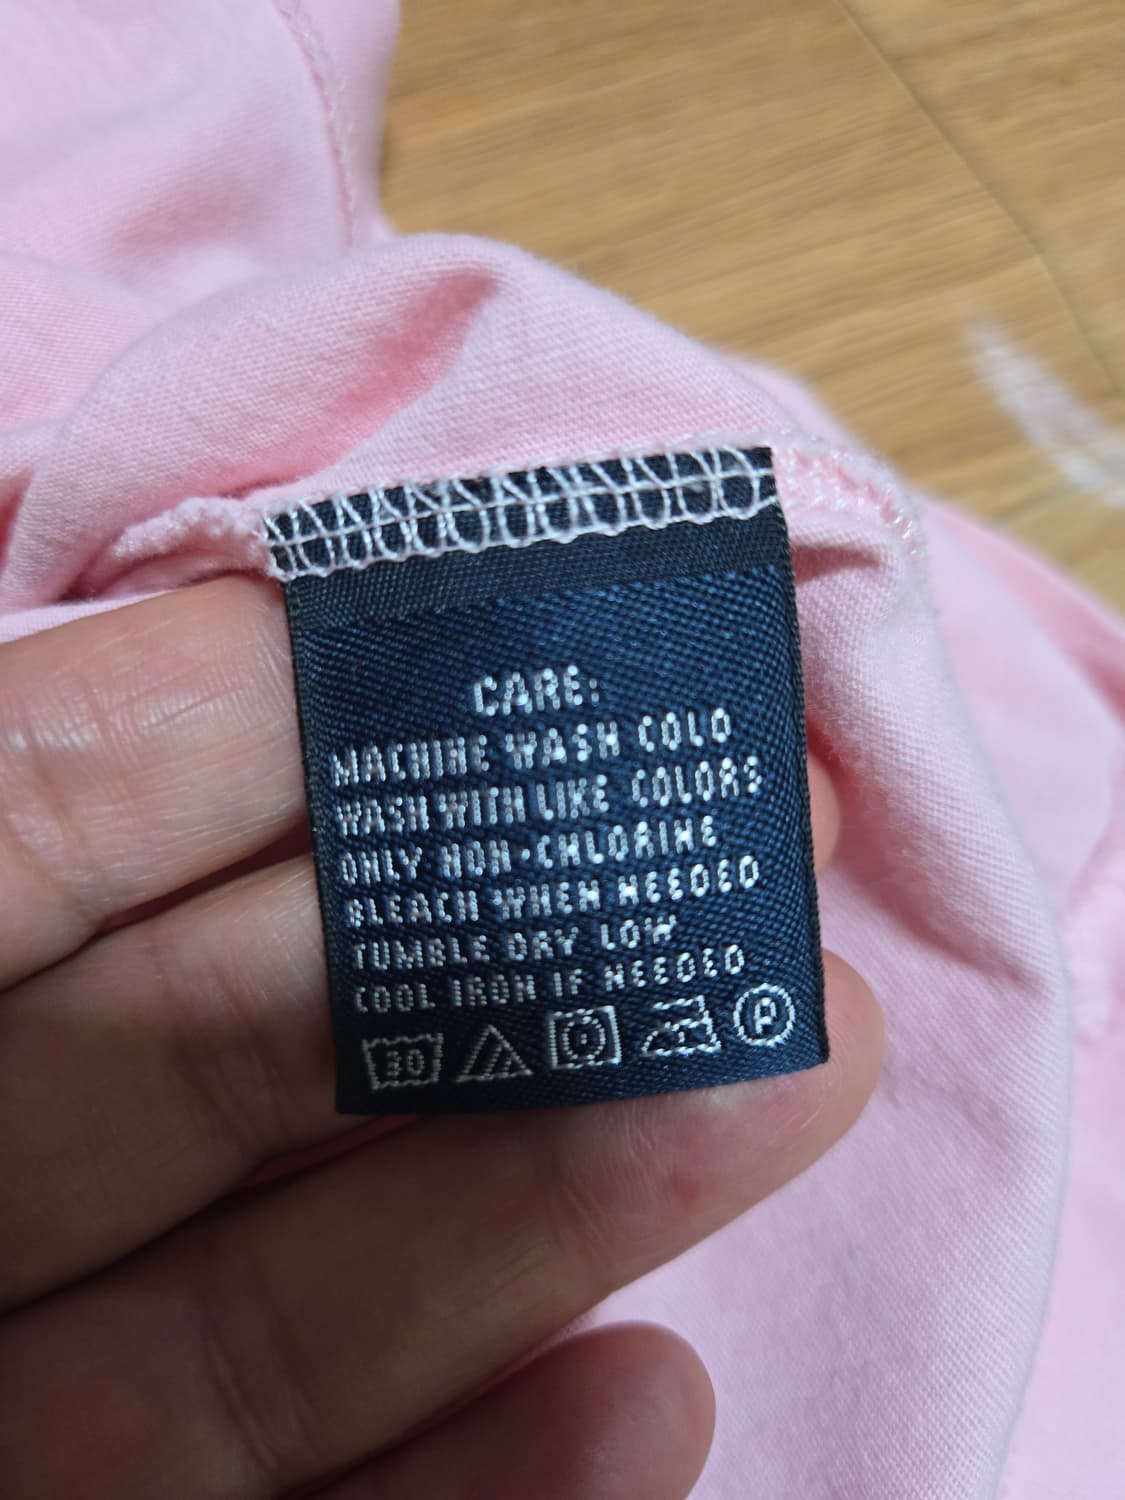 CARE:
MACHINE WASH COLD
WASH WITH LIKE COLORS
ONLY NON-CHLORINE
BLEACH WHEN NEEDED
TUMBLE DRY LOW
COOL IRON IF NEEDED
30 P